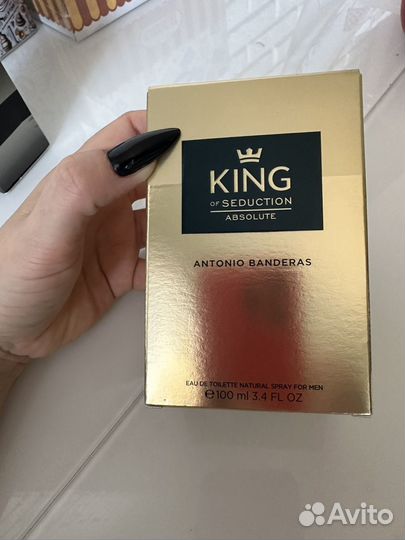 KING
OF SEDUCTION
ABSOLUTE
ANTONIO BANDERAS
EAU DE TOILETTE NATURAL SPRAY FOR MEN
℮100 ml 3.4 FL OZ
Avito